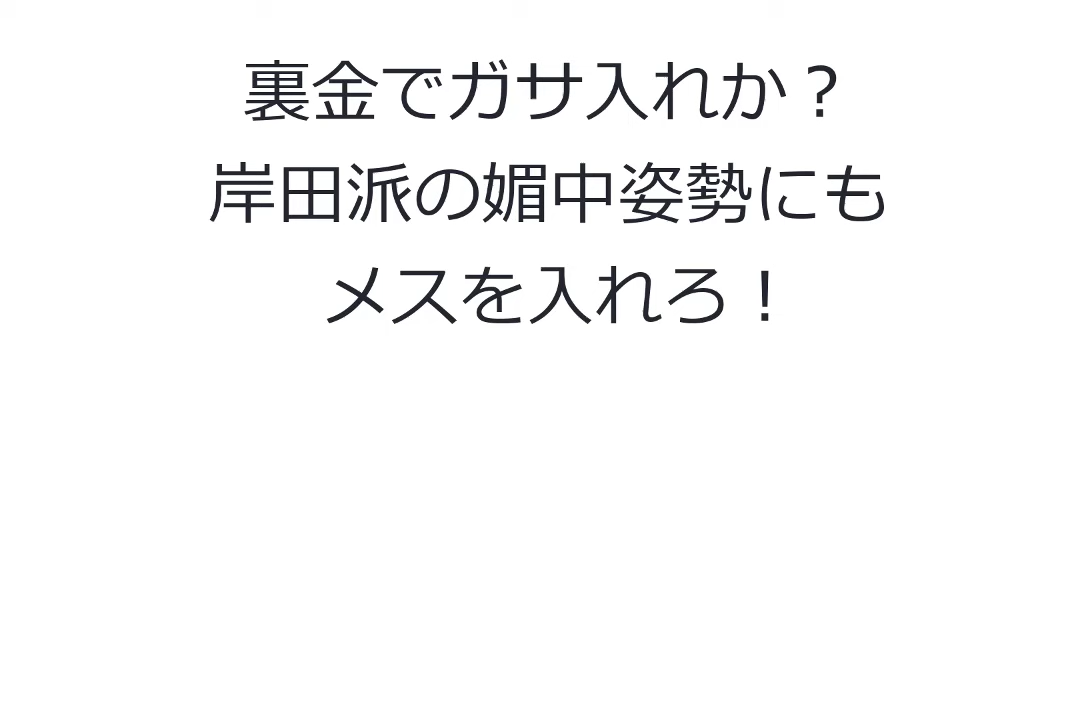 裏金でガサ入れか？
岸田派の媚中姿勢にも
メスを入れろ！